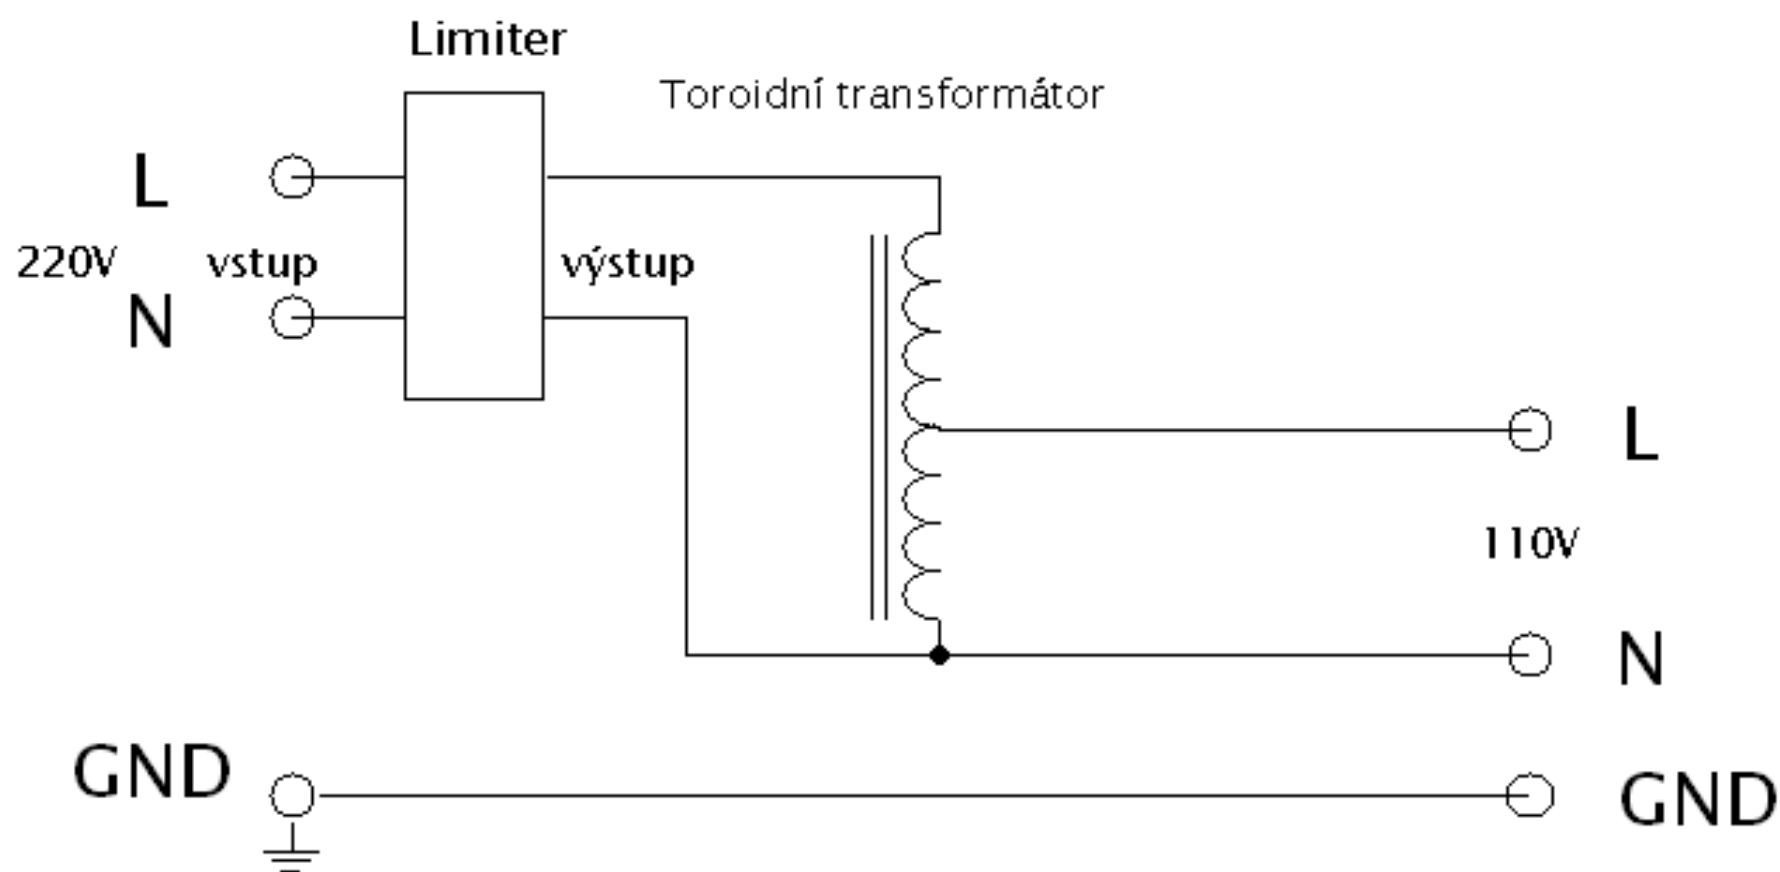 Limiter
Toroidní transformátor
L
220V
vstup
výstup
N
L
110V
N
GND
GND